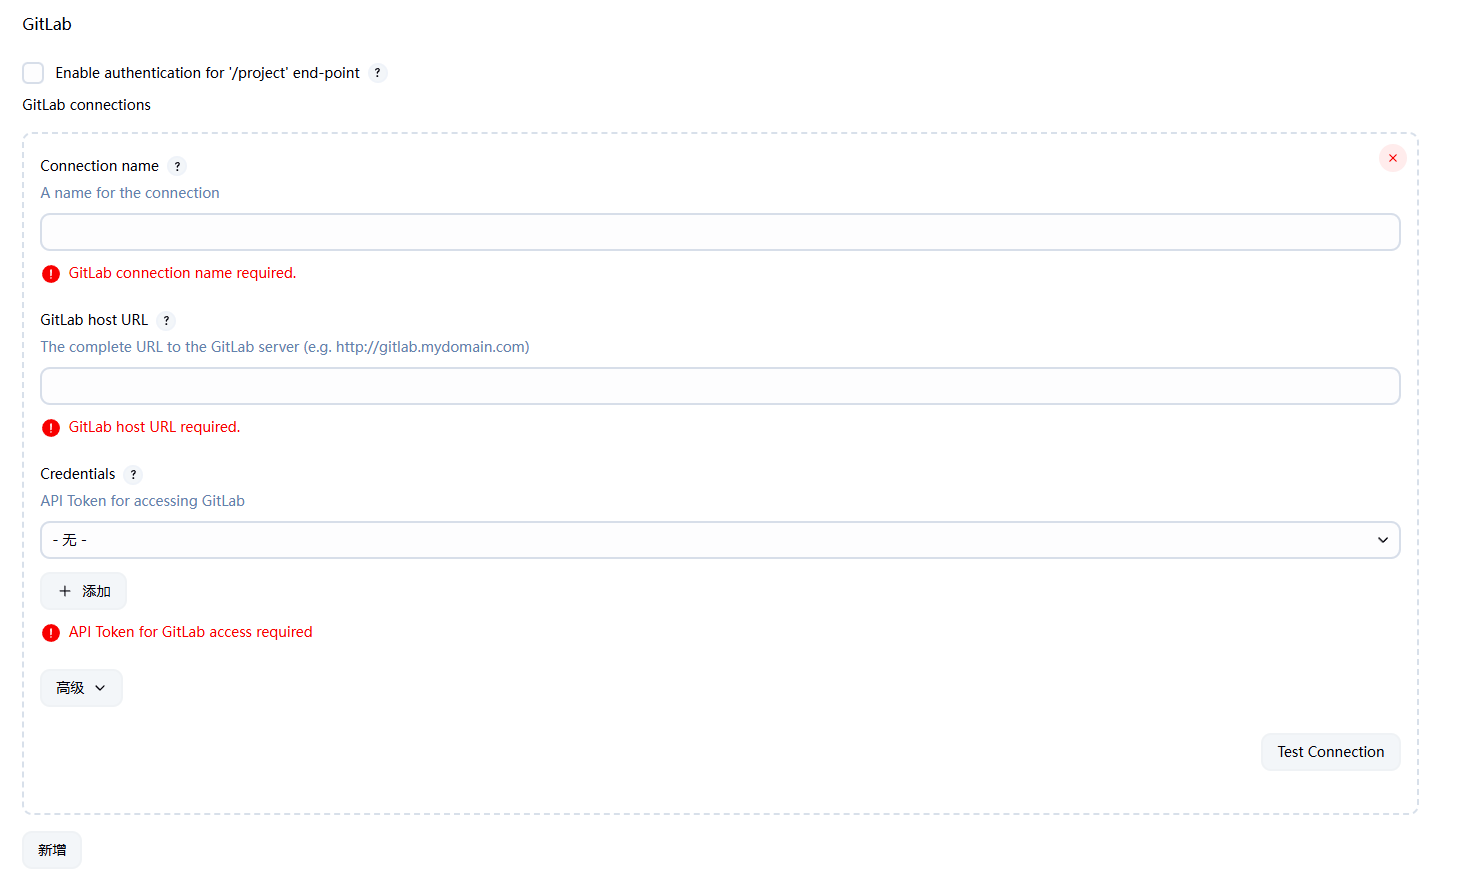 GitLab
Enable authentication for '/project' end-point ?
GitLab connections
Connection name ?
A name for the connection
GitLab connection name required.
GitLab host URL ?
The complete URL to the GitLab server (e.g. http://gitlab.mydomain.com)
GitLab host URL required.
Credentials ?
API Token for accessing GitLab
- 无 -
添加
API Token for GitLab access required
高级
Test Connection
新增